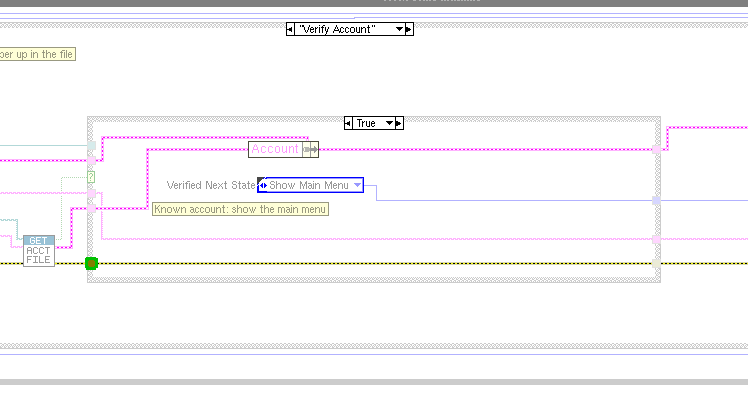 "Verify Account"
per up in the file
True
Account
Verified Next State
Show Main Menu
?
Known account: show the main menu
GET
ACCT
FILE